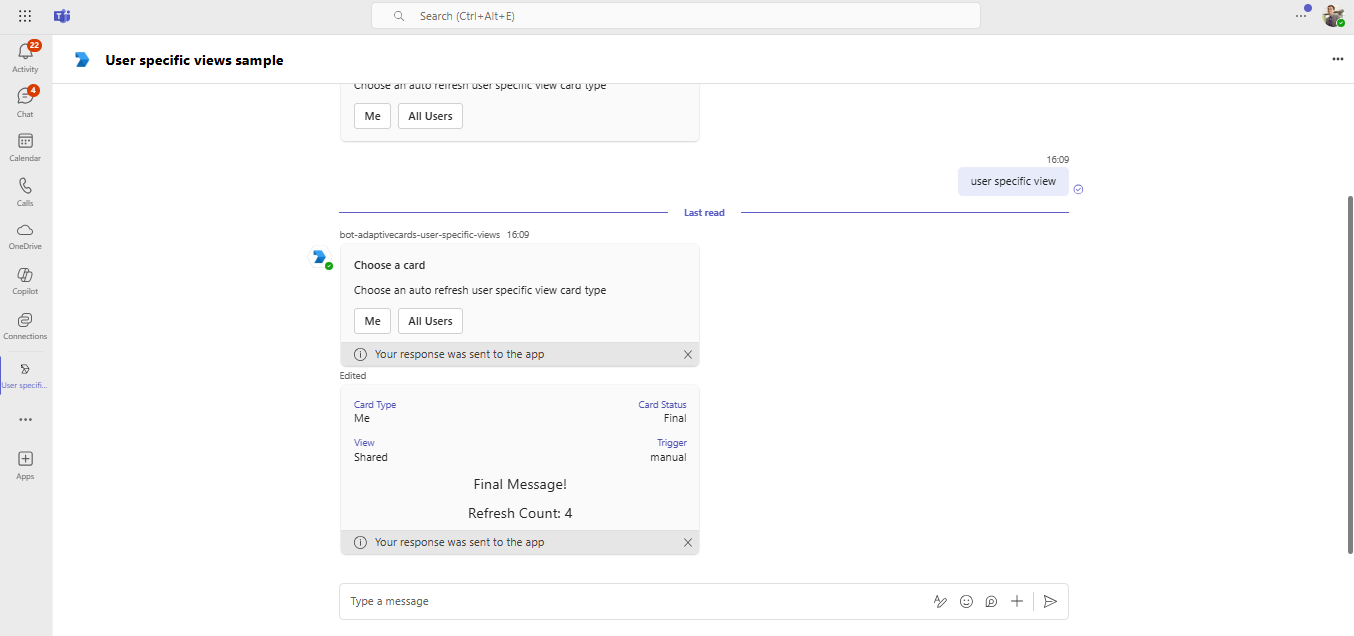 Search (Ctrl+Alt+E)
22
Activity
4
Chat
Calendar
Calls
OneDrive
Copilot
Connections
User specifi...
Apps
User specific views sample
Choose an auto refresh user specific view card type
Me All Users
16:09
user specific view
Last read
bot-adaptivecards-user-specific-views 16:09
Choose a card
Choose an auto refresh user specific view card type
Me All Users
Your response was sent to the app
Edited
Card Type Card Status
Me Final
View Trigger
Shared manual
Final Message!
Refresh Count: 4
Your response was sent to the app
Type a message